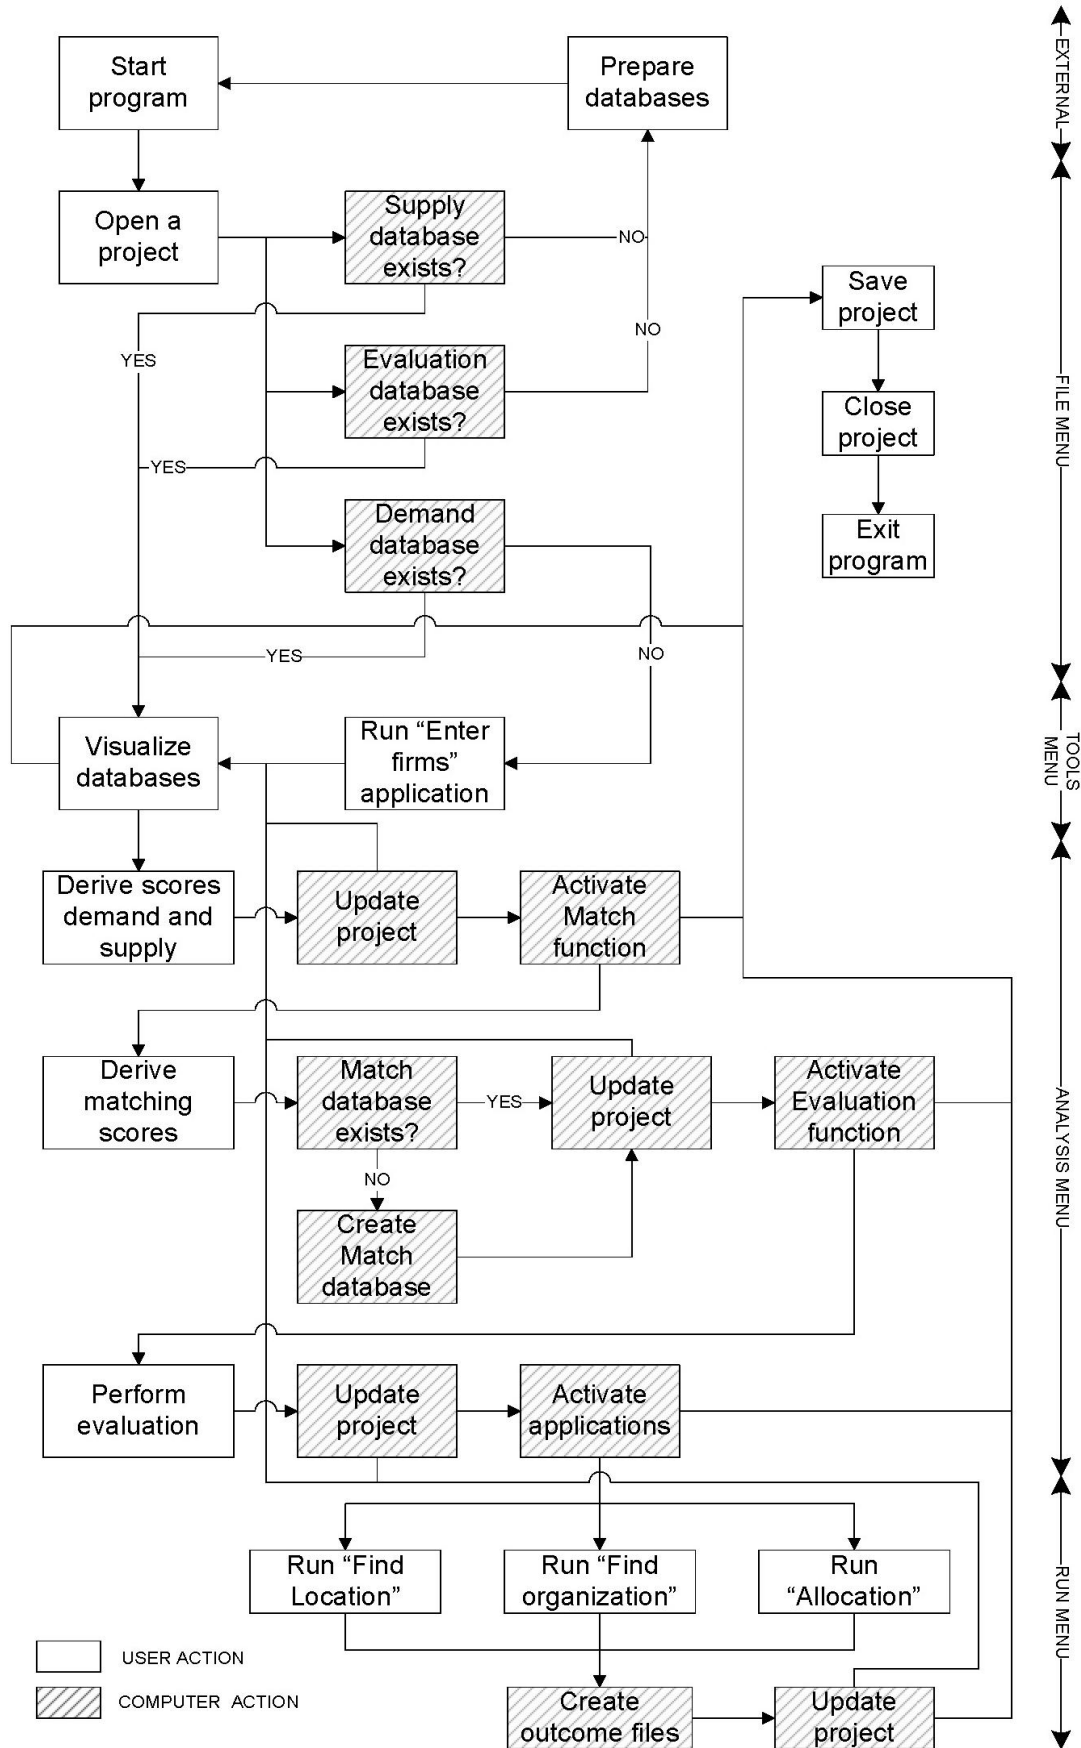 Start
program
Prepare
databases
EXTERNAL
Open a
project
Supply
database
exists?
NO
Save
project
YES
NO
Evaluation
database
exists?
Close
project
FILE MENU
YES
Demand
database
exists?
Exit
program
YES
NO
Visualize
databases
Run “Enter
firms”
application
TOOLS
MENU
Derive scores
demand and
supply
Update
project
Activate
Match
function
Derive
matching
scores
Match
database
exists?
YES
Update
project
Activate
Evaluation
function
ANALYSIS MENU
NO
Create
Match
database
Perform
evaluation
Update
project
Activate
applications
Run “Find
Location”
Run “Find
organization”
Run
“Allocation”
RUN MENU
USER ACTION
COMPUTER ACTION
Create
outcome files
Update
project